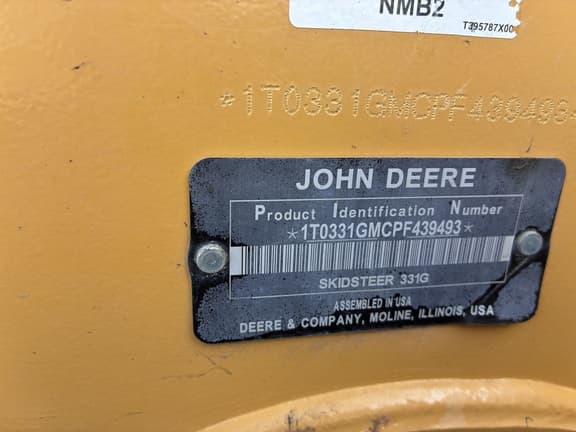 NMB2
T395787X00
*1T0331GMCPF439493*
JOHN DEERE
Product Identification Number
*1T0331GMCPF439493*
SKIDSTEER 331G
ASSEMBLED IN USA
DEERE & COMPANY, MOLINE, ILLINOIS, USA